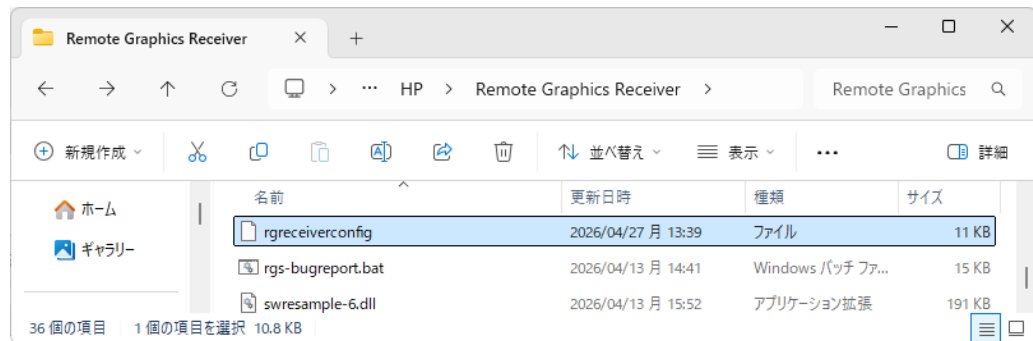 Remote Graphics Receiver
HP > Remote Graphics Receiver >
Remote Graphics
新規作成
並べ替え
表示
詳細
ホーム
ギャラリー
名前 更新日時 種類 サイズ
rgreceiverconfig 2026/04/27 月 13:39 ファイル 11 KB
rgs-bugreport.bat 2026/04/13 月 14:41 Windows バッチ ファ... 15 KB
swresample-6.dll 2026/04/13 月 15:52 アプリケーション拡張 191 KB
36 個の項目 1 個の項目を選択 10.8 KB